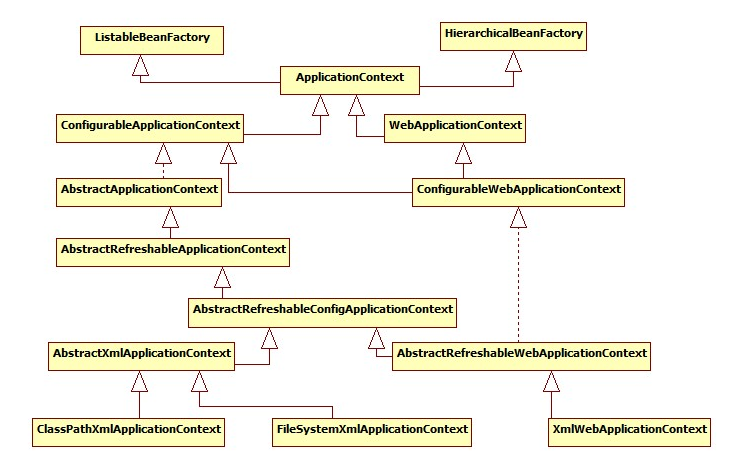 ListableBeanFactory
HierarchicalBeanFactory
ApplicationContext
ConfigurableApplicationContext
WebApplicationContext
AbstractApplicationContext
ConfigurableWebApplicationContext
AbstractRefreshableApplicationContext
AbstractRefreshableConfigApplicationContext
AbstractXmlApplicationContext
AbstractRefreshableWebApplicationContext
ClassPathXmlApplicationContext
FileSystemXmlApplicationContext
XmlWebApplicationContext